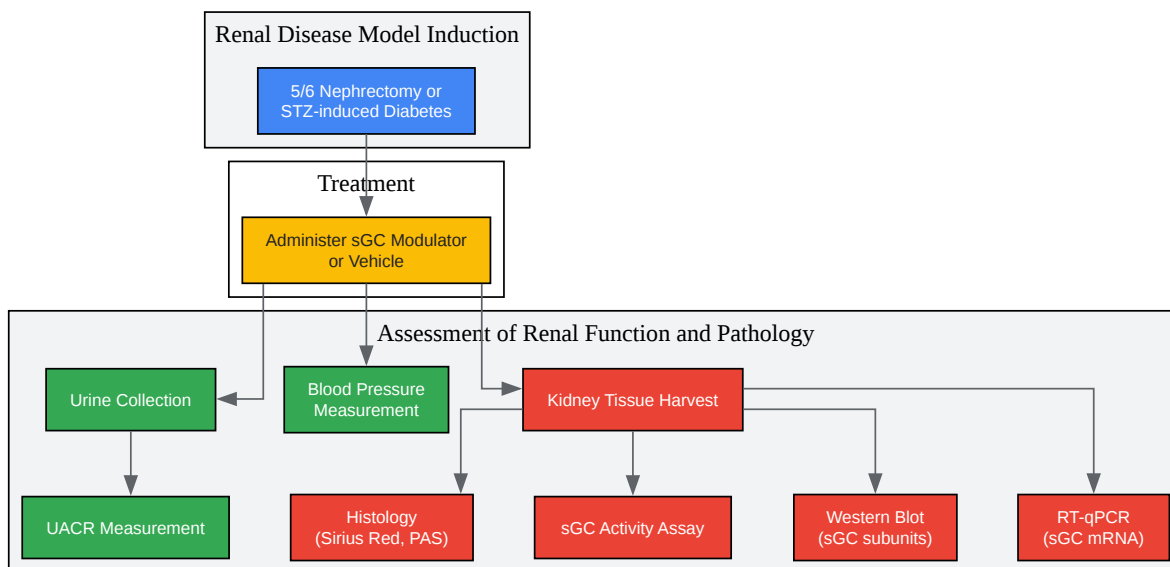 Renal Disease Model Induction
5/6 Nephrectomy or
STZ-induced Diabetes
Treatment
Administer sGC Modulator
or Vehicle
Assessment of Renal Function and Pathology
Urine Collection
Blood Pressure
Measurement
Kidney Tissue Harvest
UACR Measurement
Histology
(Sirius Red, PAS)
sGC Activity Assay
Western Blot
(sGC subunits)
RT-qPCR
(sGC mRNA)